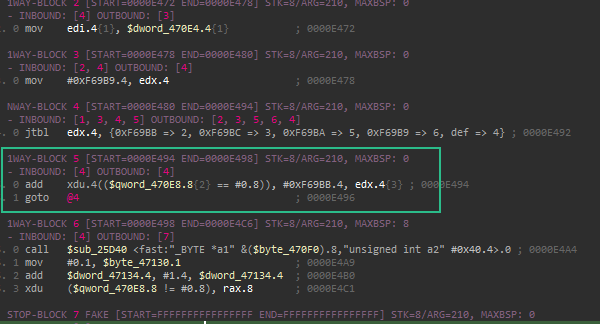 1WAY-BLOCK 2 [START=0000E472 END=0000E478] STK=8/ARG=210, MAXBSP: 0
- INBOUND: [4] OUTBOUND: [3]
. 0 mov    edi.4{1}, $dword_470E4.4{1}    ; 0000E472
1WAY-BLOCK 3 [START=0000E478 END=0000E480] STK=8/ARG=210, MAXBSP: 0
- INBOUND: [2, 4] OUTBOUND: [4]
. 0 mov    #0xF69B9.4, edx.4    ; 0000E478
NWAY-BLOCK 4 [START=0000E480 END=0000E494] STK=8/ARG=210, MAXBSP: 0
- INBOUND: [1, 3, 4, 5] OUTBOUND: [2, 3, 5, 6, 4]
. 0 jtbl   edx.4, {0xF69BB => 2, 0xF69BC => 3, 0xF69BA => 5, 0xF69B9 => 6, def => 4} ; 0000E492
1WAY-BLOCK 5 [START=0000E494 END=0000E498] STK=8/ARG=210, MAXBSP: 0
- INBOUND: [4] OUTBOUND: [4]
. 0 add    xdu.4(($qword_470E8.8{2} == #0.8)), #0xF69BB.4, edx.4{3} ; 0000E494
. 1 goto   @4    ; 0000E496
1WAY-BLOCK 6 [START=0000E498 END=0000E4C6] STK=8/ARG=210, MAXBSP: 8
- INBOUND: [4] OUTBOUND: [7]
. 0 call   $sub_25D40 <fast:"_BYTE *a1" &($byte_470F0).8,"unsigned int a2" #0x40.4>.0 ; 0000E4A4
. 1 mov    #0.1, $byte_47130.1    ; 0000E4A9
. 2 add    $dword_47134.4, #1.4, $dword_47134.4    ; 0000E4B0
. 3 xdu    ($qword_470E8.8 != #0.8), rax.8    ; 0000E4C1
STOP-BLOCK 7 FAKE [START=FFFFFFFFFFFFFFFF END=FFFFFFFFFFFFFFFF] STK=8/ARG=210, MAXBSP: 0